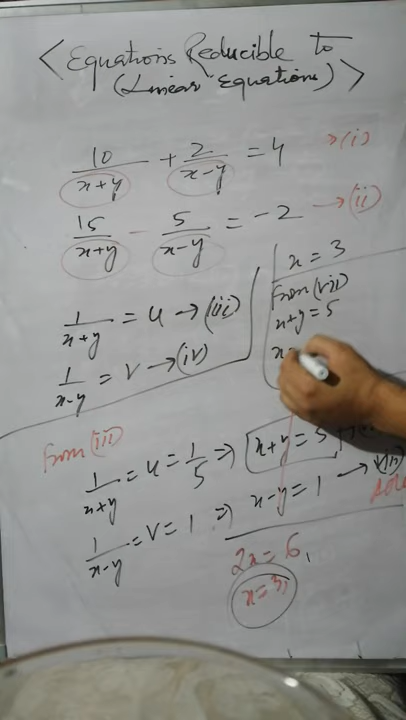 < Equations Reducible to
(Linear Equations) >
10/(x+y) + 2/(x-y) = 4 → (i)
15/(x+y) - 5/(x-y) = -2 → (ii)
1/(x+y) = u → (iii)
1/(x-y) = v → (iv)
x = 3
From (vii)
x+y = 5
x=
From (iii)
1/(x+y) = u = 1/5 ⇒ x+y = 5
1/(x-y) = v = 1 ⇒ x-y = 1 →
2x = 6,
x=3,